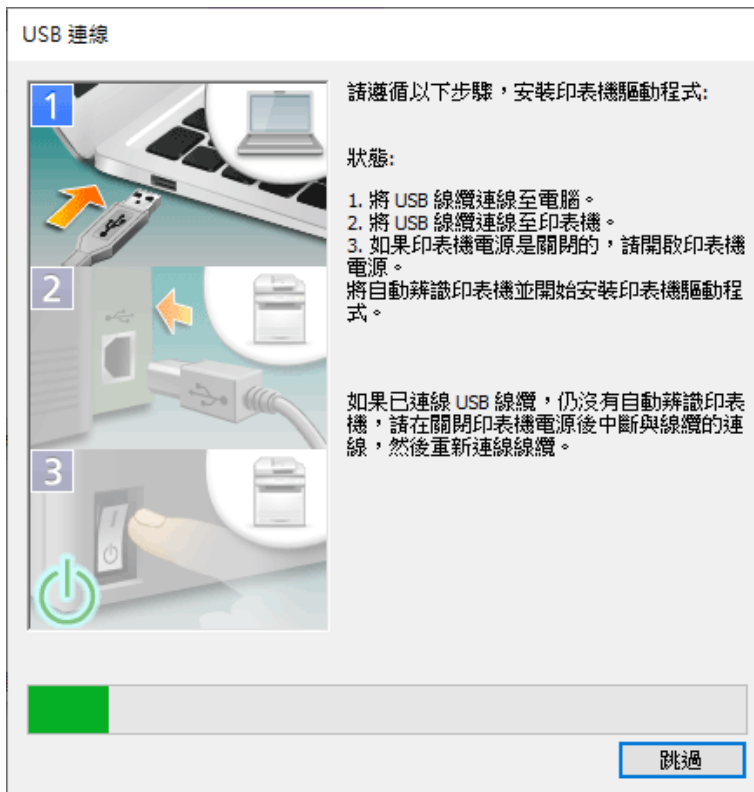 USB 連線
1
2
3
請遵循以下步驟，安裝印表機驅動程式:
狀態:
1. 將 USB 線纜連線至電腦。
2. 將 USB 線纜連線至印表機。
3. 如果印表機電源是關閉的，請開啟印表機
電源。
將自動辨識印表機並開始安裝印表機驅動程
式。
如果已連線 USB 線纜，仍沒有自動辨識印表
機，請在關閉印表機電源後中斷與線纜的連
線，然後重新連線線纜。
跳過